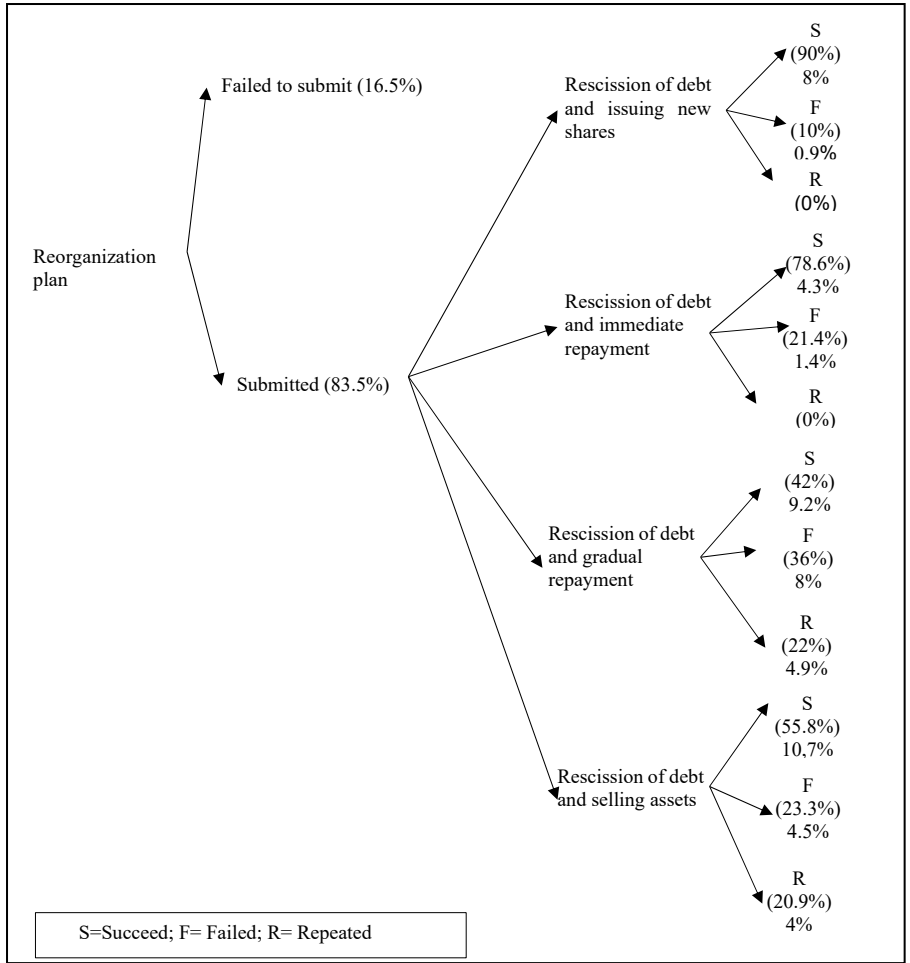 Reorganization
plan
Failed to submit (16.5%)
Submitted (83.5%)
Rescission of debt
and issuing new
shares
S
(90%)
8%
F
(10%)
0.9%
R
(0%)
Rescission of debt
and immediate
repayment
S
(78.6%)
4.3%
F
(21.4%)
1,4%
R
(0%)
Rescission of debt
and gradual
repayment
S
(42%)
9.2%
F
(36%)
8%
R
(22%)
4.9%
Rescission of debt
and selling assets
S
(55.8%)
10,7%
F
(23.3%)
4.5%
R
(20.9%)
4%
S=Succeed; F= Failed; R= Repeated